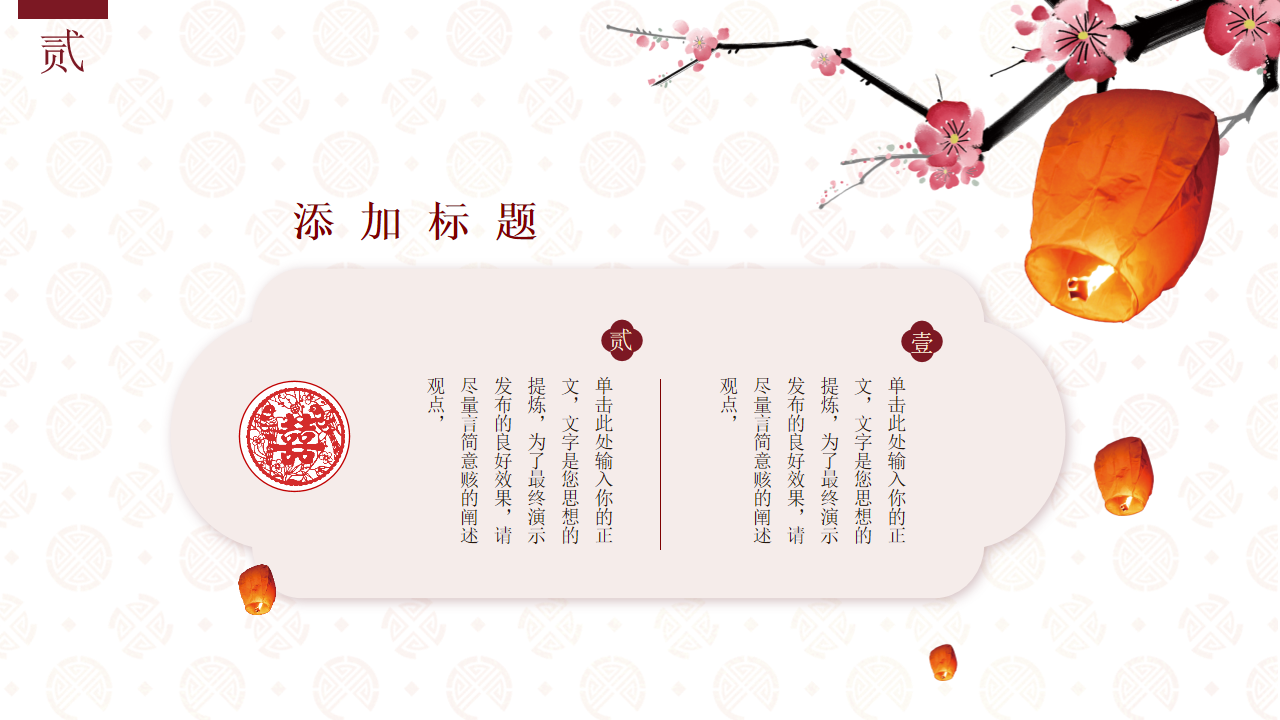 贰
添加标题
壹
单击此处输入你的正
文，文字是您思想的
提炼，为了最终演示
发布的良好效果，请
尽量言简意赅的阐述
观点，
贰
单击此处输入你的正
文，文字是您思想的
提炼，为了最终演示
发布的良好效果，请
尽量言简意赅的阐述
观点，
囍